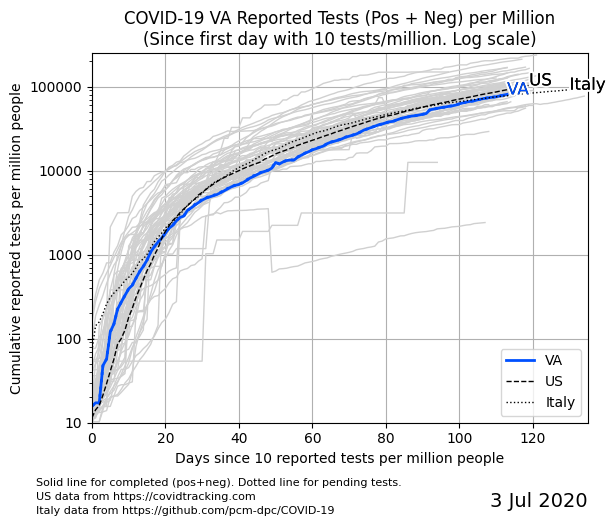 COVID-19 VA Reported Tests (Pos + Neg) per Million
(Since first day with 10 tests/million. Log scale)
Cumulative reported tests per million people
100000
10000
1000
100
10
VA
US
Italy
VA
US
Italy
0 20 40 60 80 100 120
Days since 10 reported tests per million people
Solid line for completed (pos+neg). Dotted line for pending tests.
US data from https://covidtracking.com
Italy data from https://github.com/pcm-dpc/COVID-19
3 Jul 2020